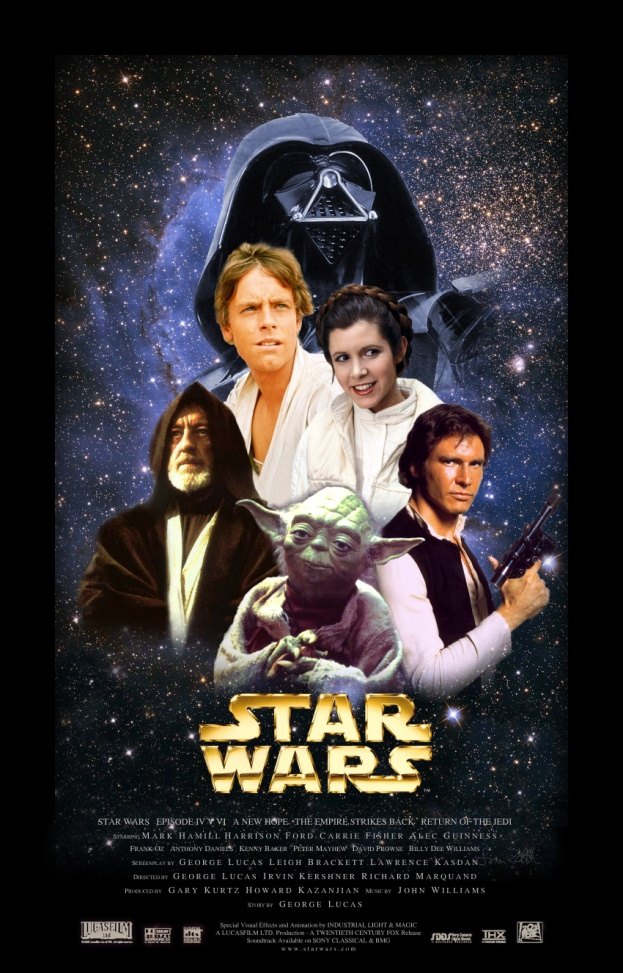 STAR
WARS
STAR WARS EPISODE IV V VI A NEW HOPE · THE EMPIRE STRIKES BACK · RETURN OF THE JEDI
STARRING MARK HAMILL HARRISON FORD CARRIE FISHER ALEC GUINNESS
FRANK OZ ANTHONY DANIELS KENNY BAKER PETER MAYHEW DAVID PROWSE BILLY DEE WILLIAMS
SCREENPLAY BY GEORGE LUCAS LEIGH BRACKETT LAWRENCE KASDAN
DIRECTED BY GEORGE LUCAS IRVIN KERSHNER RICHARD MARQUAND
PRODUCED BY GARY KURTZ HOWARD KAZANJIAN MUSIC BY JOHN WILLIAMS
STORY BY GEORGE LUCAS
LUCASFILM
LTD.
Special Visual Effects and Animation by INDUSTRIAL LIGHT & MAGIC
A LUCASFILM LTD. Production - A TWENTIETH CENTURY FOX Release
Soundtrack Available on SONY CLASSICAL & BMG
www.starwars.com
THX